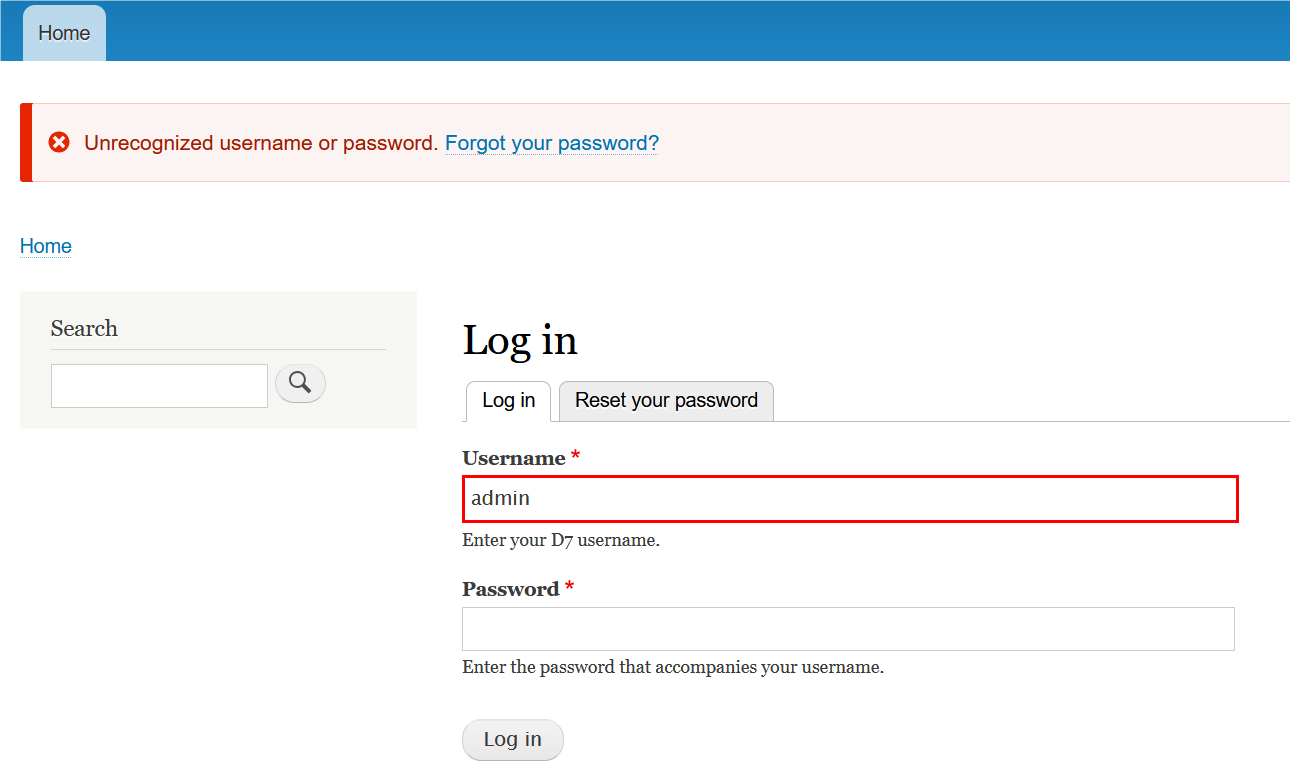 Home
Unrecognized username or password. Forgot your password?
Home
Search
Log in
Log in
Reset your password
Username *
admin
Enter your D7 username.
Password *
Enter the password that accompanies your username.
Log in